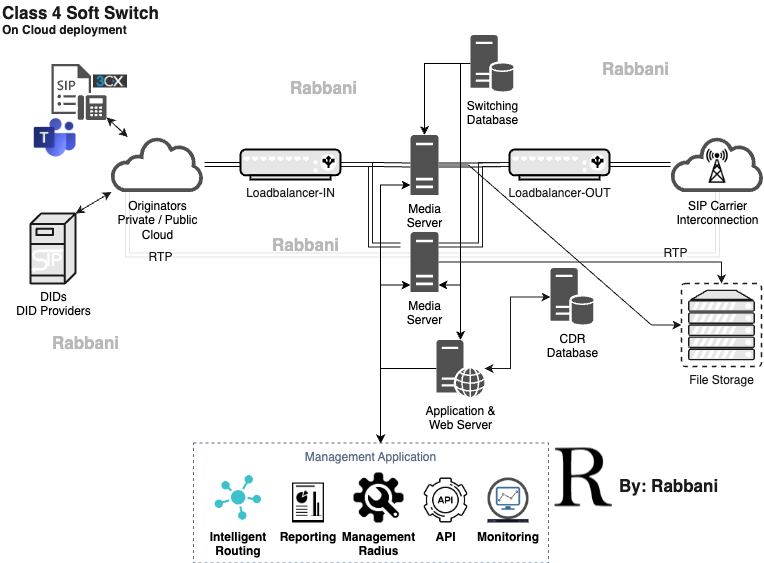 Class 4 Soft Switch
On Cloud deployment
Rabbani
Rabbani
SIP
3CX
T
Switching
Database
Loadbalancer-IN
Loadbalancer-OUT
Originators
Private / Public
Cloud
Media
Server
SIP Carrier
Interconnection
Rabbani
RTP
RTP
SIP
DIDs
DID Providers
Media
Server
Rabbani
CDR
Database
File Storage
Application &
Web Server
Management Application
API
Intelligent
Routing
Reporting
Management
Radius
API
Monitoring
R
By: Rabbani